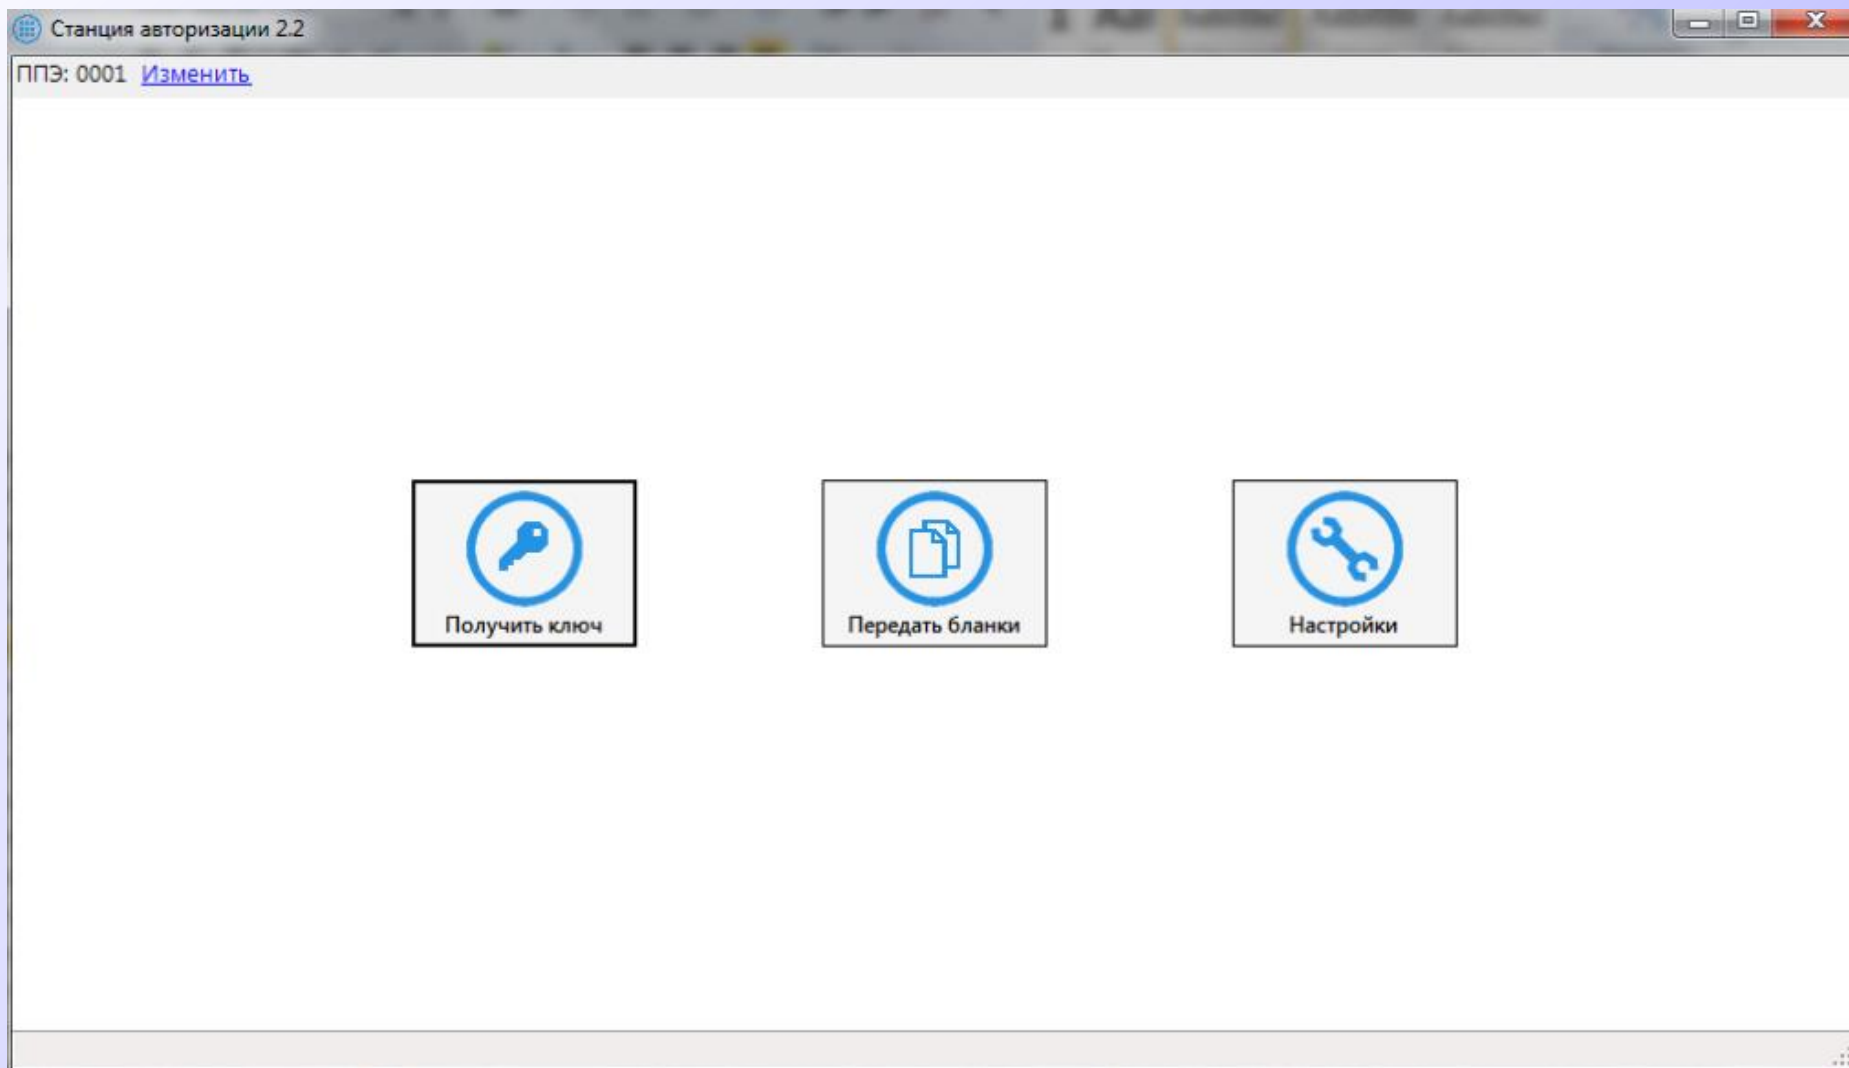 Станция авторизации 2.2
ППЭ: 0001 Изменить
Получить ключ
Передать бланки
Настройки